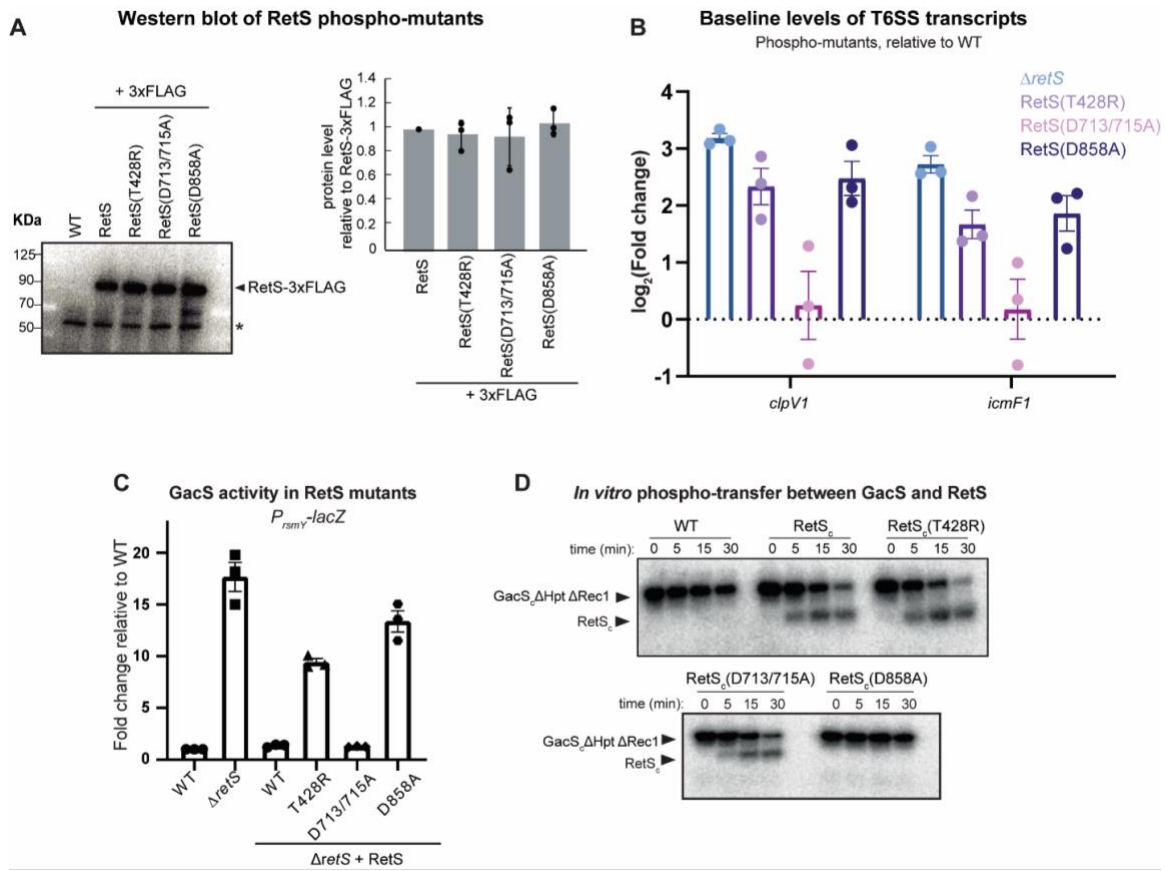 A
Western blot of RetS phospho-mutants
+ 3xFLAG
KDa
WT
RetS
RetS(T428R)
RetS(D713/715A)
RetS(D858A)
125
90
70
50
RetS-3xFLAG
*
protein level
relative to RetS-3xFLAG
1.4
1.2
1
0.8
0.6
0.4
0.2
0
RetS
RetS(T428R)
RetS(D713/715A)
RetS(D858A)
+ 3xFLAG
B
Baseline levels of T6SS transcripts
Phospho-mutants, relative to WT
ΔretS
RetS(T428R)
RetS(D713/715A)
RetS(D858A)
log₂(Fold change)
4
3
2
1
0
-1
clpV1
icmF1
C
GacS activity in RetS mutants
PrsmY-lacZ
Fold change relative to WT
20
15
10
5
0
WT
ΔretS
WT
T428R
D713/715A
D858A
ΔretS + RetS
D
In vitro phospho-transfer between GacS and RetS
WT RetSc RetSc(T428R)
time (min): 0 5 15 30 0 5 15 30 0 5 15 30
GacScΔHpt ΔRec1
RetSc
RetSc(D713/715A) RetSc(D858A)
time (min): 0 5 15 30 0 5 15 30
GacScΔHpt ΔRec1
RetSc